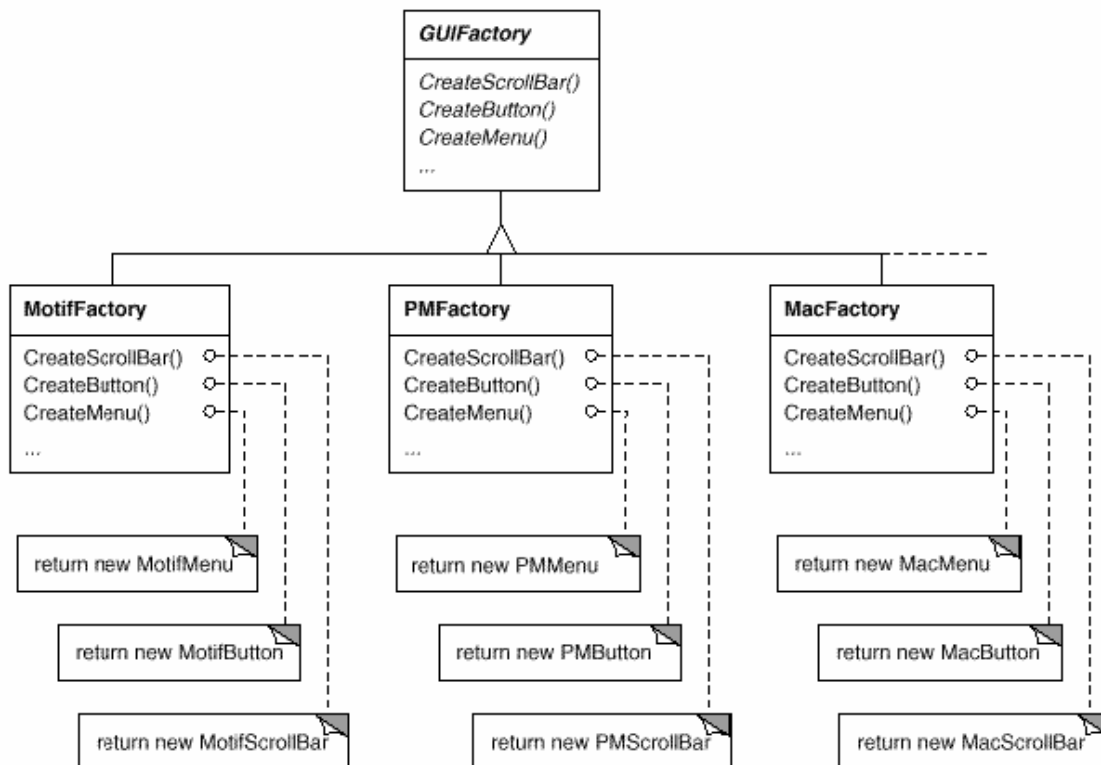 GUIFactory
CreateScrollBar()
CreateButton()
CreateMenu()
...
MotifFactory
CreateScrollBar()
CreateButton()
CreateMenu()
...
PMFactory
CreateScrollBar()
CreateButton()
CreateMenu()
...
MacFactory
CreateScrollBar()
CreateButton()
CreateMenu()
...
return new MotifMenu
return new PMMenu
return new MacMenu
return new MotifButton
return new PMButton
return new MacButton
return new MotifScrollBar
return new PMScrollBar
return new MacScrollBar